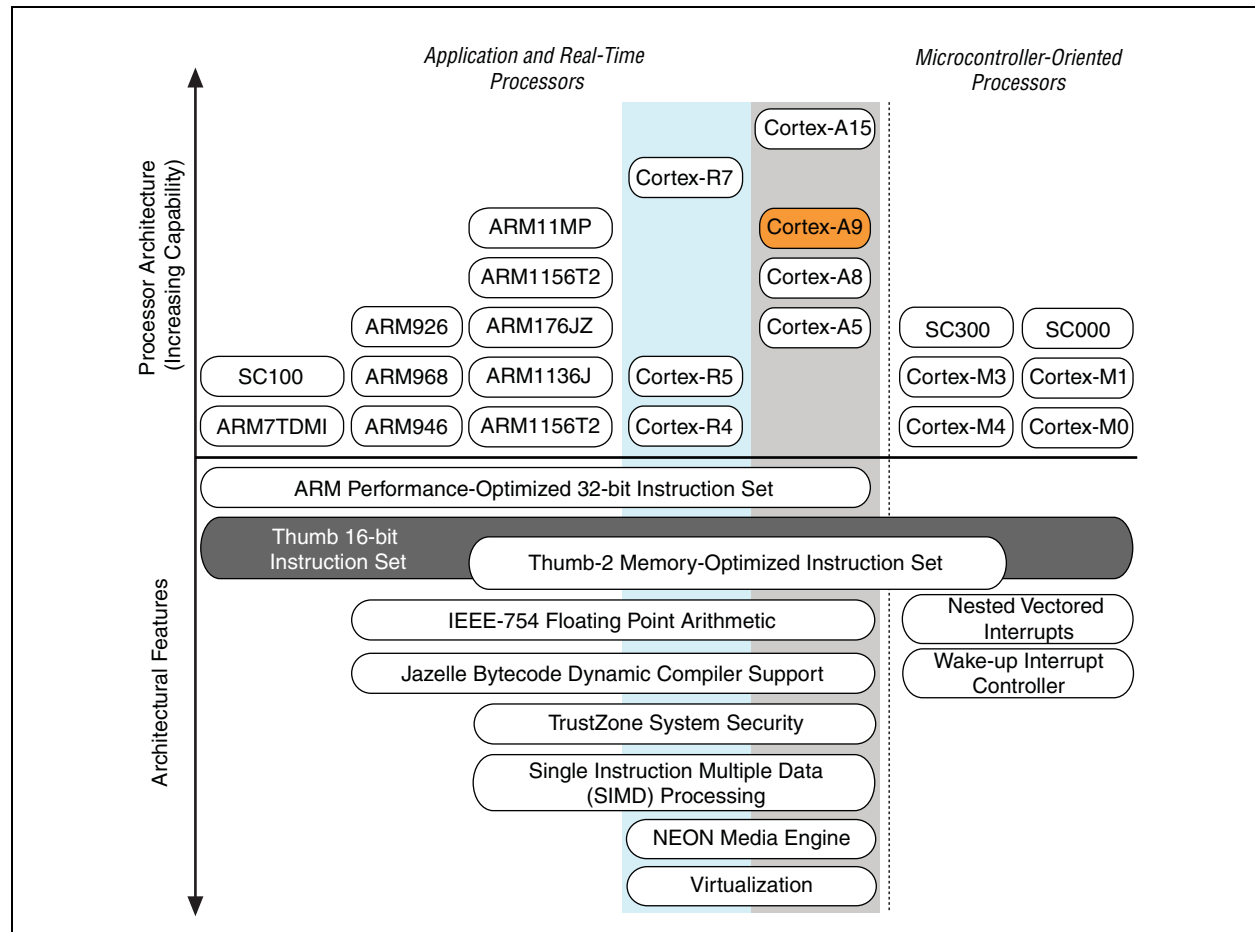 Application and Real-Time
Processors
Microcontroller-Oriented
Processors
Processor Architecture
(Increasing Capability)
Cortex-A15
Cortex-R7
ARM11MP
Cortex-A9
ARM1156T2
Cortex-A8
ARM926
ARM176JZ
Cortex-A5
SC300
SC000
SC100
ARM968
ARM1136J
Cortex-R5
Cortex-M3
Cortex-M1
ARM7TDMI
ARM946
ARM1156T2
Cortex-R4
Cortex-M4
Cortex-M0
Architectural Features
ARM Performance-Optimized 32-bit Instruction Set
Thumb 16-bit
Instruction Set
Thumb-2 Memory-Optimized Instruction Set
IEEE-754 Floating Point Arithmetic
Nested Vectored
Interrupts
Jazelle Bytecode Dynamic Compiler Support
Wake-up Interrupt
Controller
TrustZone System Security
Single Instruction Multiple Data
(SIMD) Processing
NEON Media Engine
Virtualization